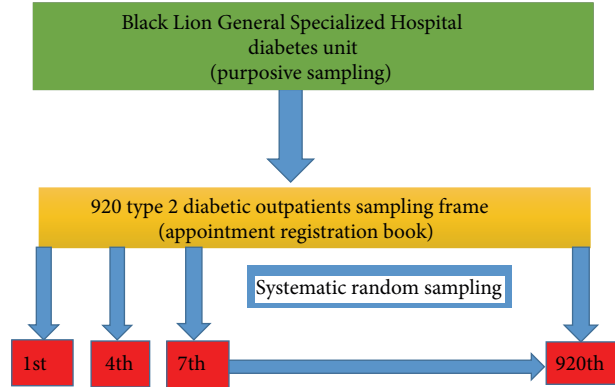 Black Lion General Specialized Hospital
diabetes unit
(purposive sampling)
920 type 2 diabetic outpatients sampling frame
(appointment registration book)
Systematic random sampling
1st
4th
7th
920th